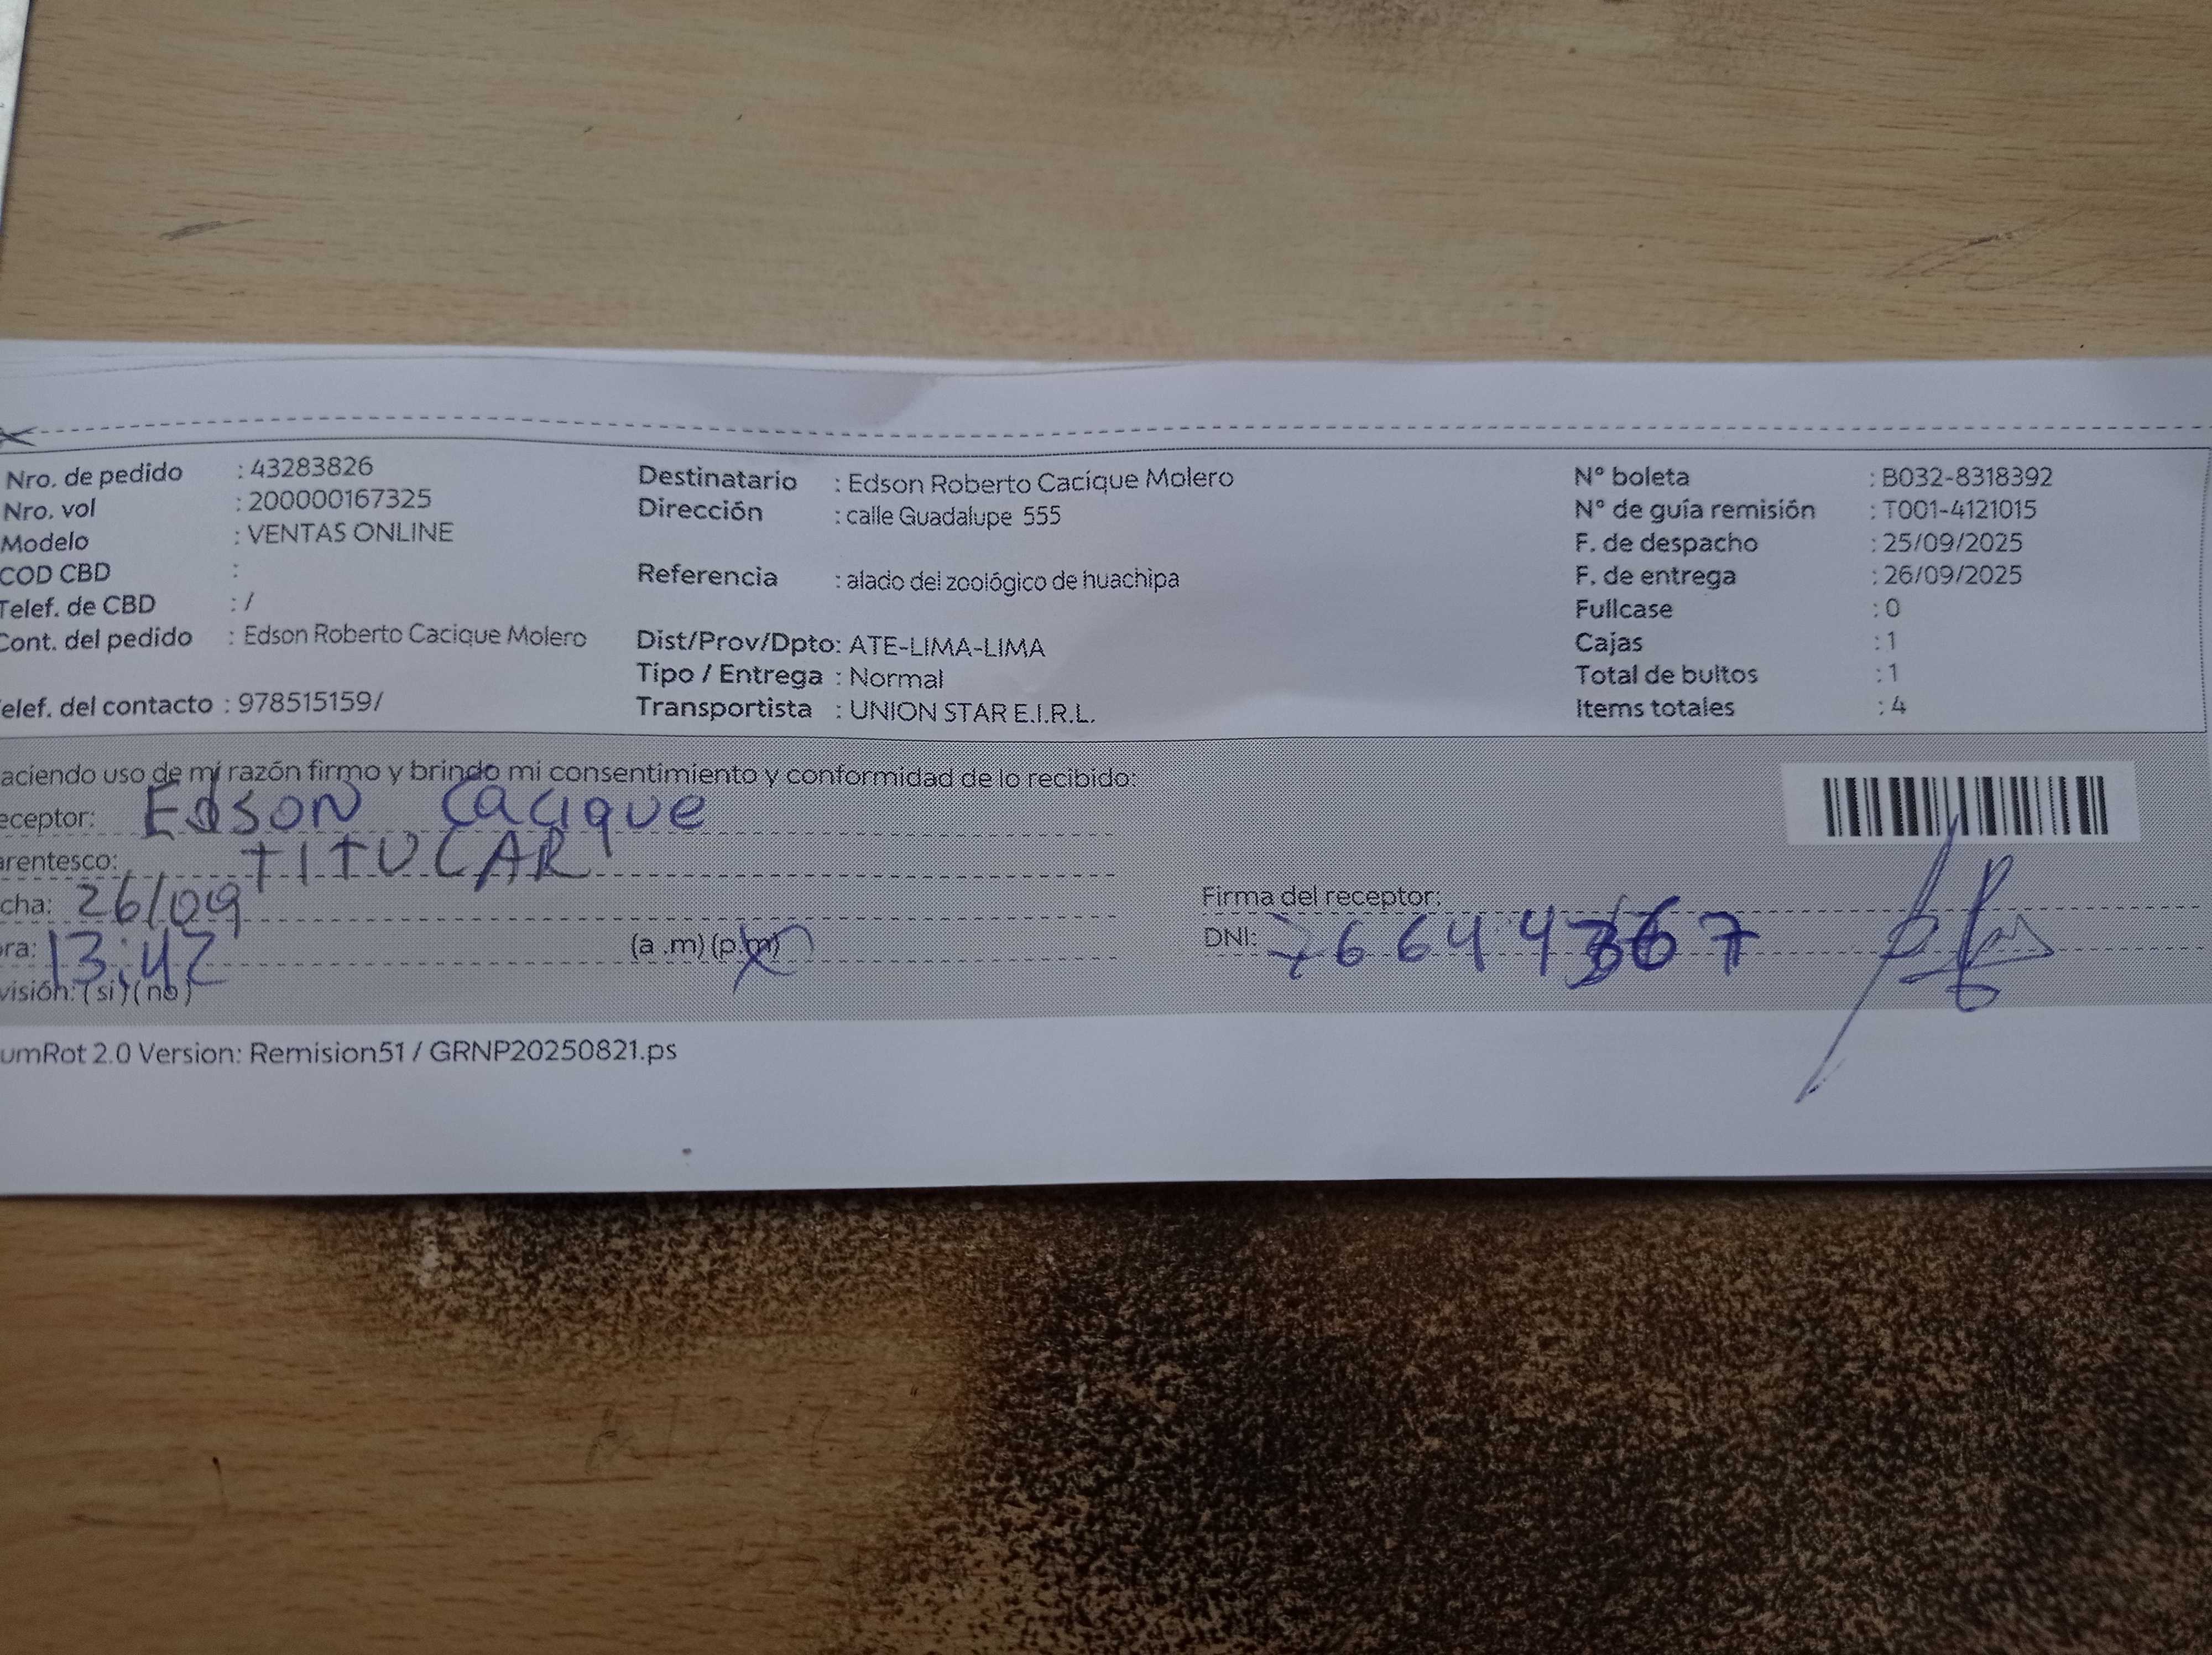 Nro. de pedido : 43283826
Nro. vol : 200000167325
Modelo : VENTAS ONLINE
COD CBD :
Telef. de CBD : /
Cont. del pedido : Edson Roberto Cacique Molero
elef. del contacto : 978515159/
Destinatario : Edson Roberto Cacique Molero
Dirección : calle Guadalupe 555
Referencia : alado del zoológico de huachipa
Dist/Prov/Dpto: ATE-LIMA-LIMA
Tipo / Entrega : Normal
Transportista : UNION STAR E.I.R.L.
N° boleta : B032-8318392
N° de guía remisión : T001-4121015
F. de despacho : 25/09/2025
F. de entrega : 26/09/2025
Fullcase : 0
Cajas : 1
Total de bultos : 1
Items totales : 4
aciendo uso de mi razón firmo y brindo mi consentimiento y conformidad de lo recibido:
eceptor: Edson Cacique
arentesco: TITULAR
cha: 26/09
ra: 13:42 (a .m) (p.m)
visión: (si) (no)
Firma del receptor:
DNI:
umRot 2.0 Version: Remision51 / GRNP20250821.ps